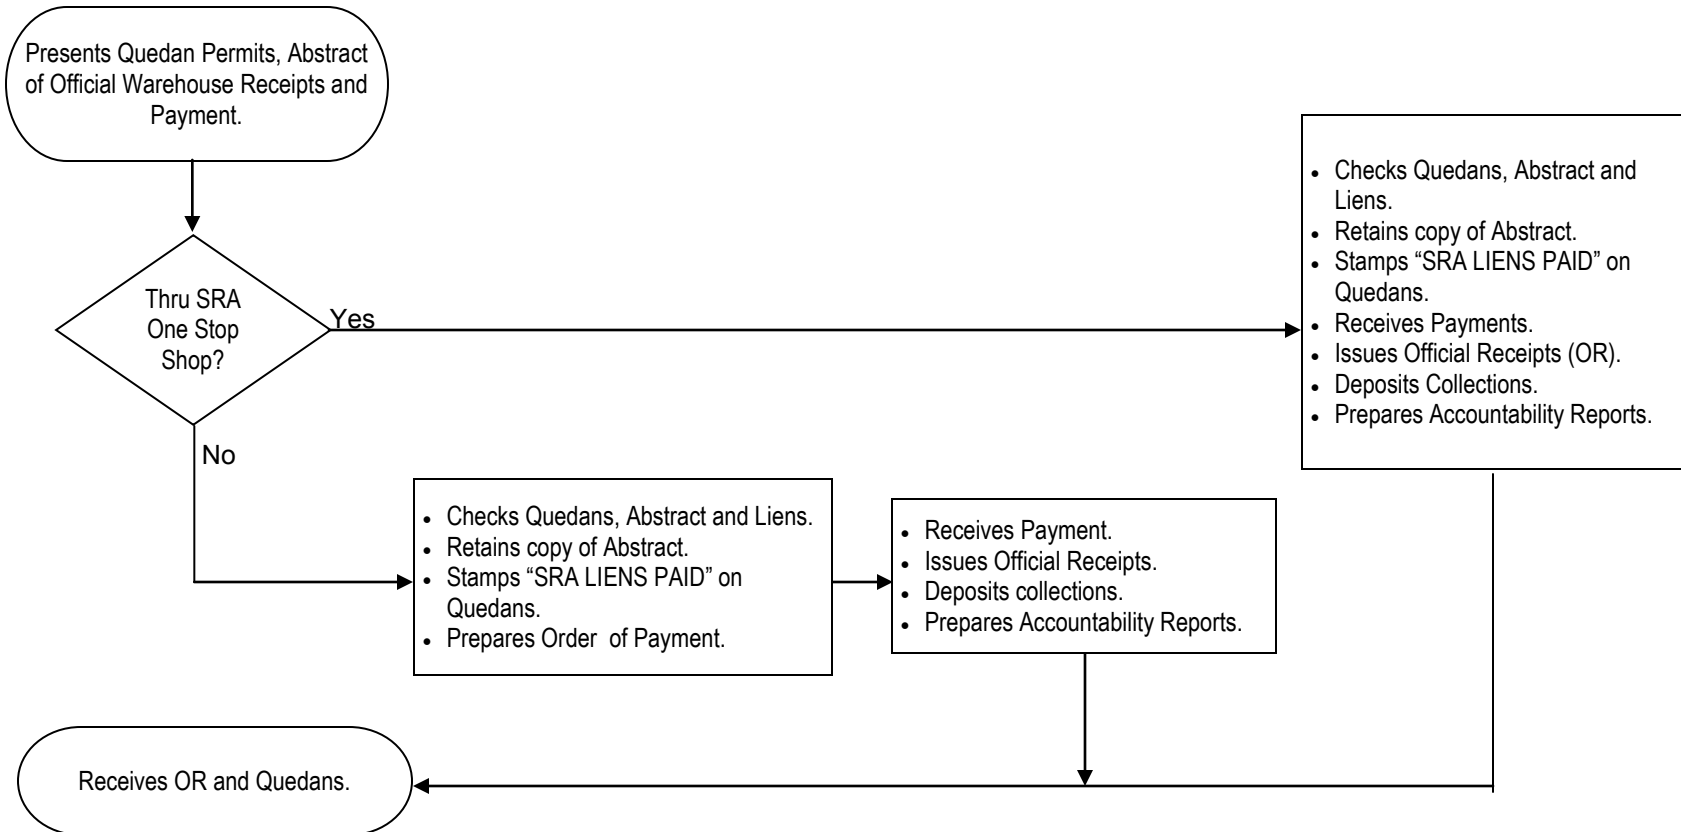 Presents Quedan Permits, Abstract
of Official Warehouse Receipts and
Payment.
Thru SRA
One Stop
Shop?
Yes
• Checks Quedans, Abstract and
Liens.
• Retains copy of Abstract.
• Stamps “SRA LIENS PAID” on
Quedans.
• Receives Payments.
• Issues Official Receipts (OR).
• Deposits Collections.
• Prepares Accountability Reports.
No
• Checks Quedans, Abstract and Liens.
• Retains copy of Abstract.
• Stamps “SRA LIENS PAID” on
Quedans.
• Prepares Order of Payment.
• Receives Payment.
• Issues Official Receipts.
• Deposits collections.
• Prepares Accountability Reports.
Receives OR and Quedans.